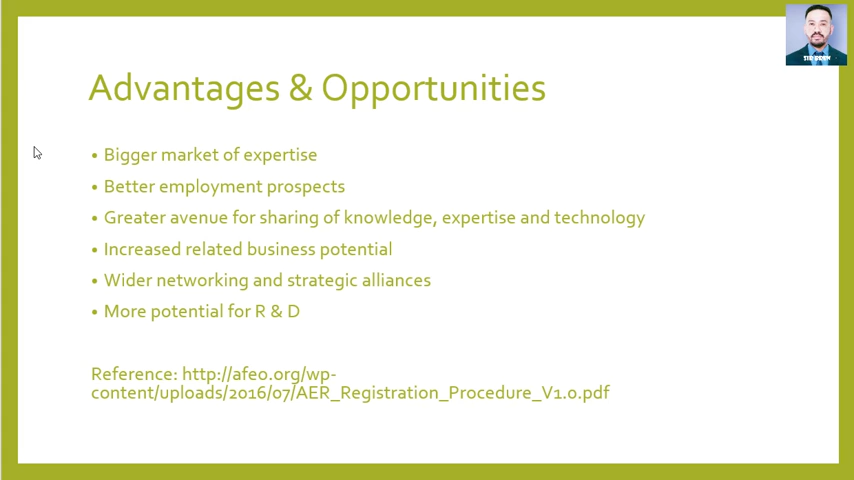 Advantages & Opportunities
• Bigger market of expertise
• Better employment prospects
• Greater avenue for sharing of knowledge, expertise and technology
• Increased related business potential
• Wider networking and strategic alliances
• More potential for R & D
Reference: http://afeo.org/wp-
content/uploads/2016/07/AER_Registration_Procedure_V1.0.pdf